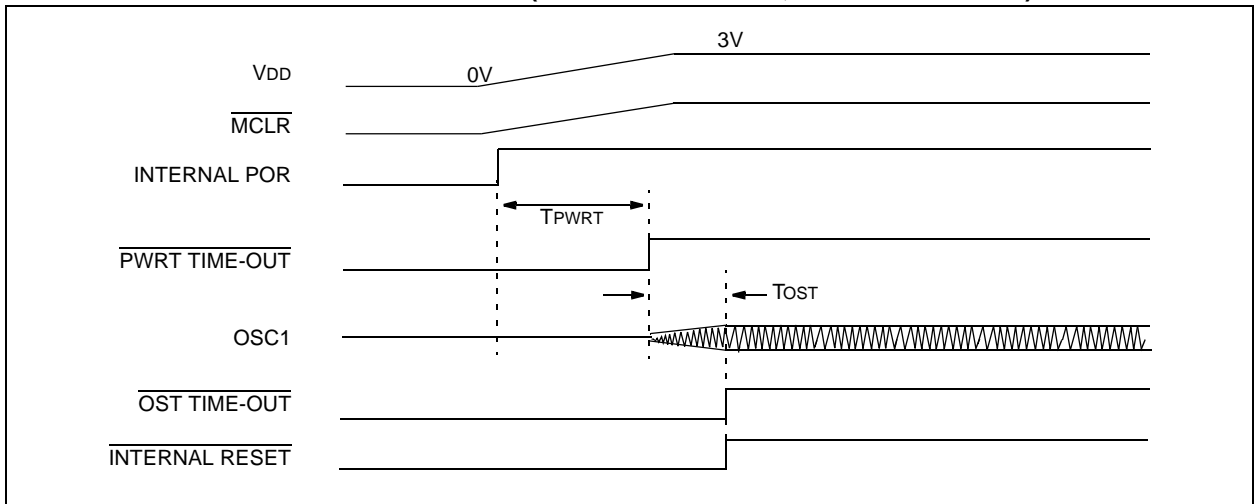 3V
VDD
0V
MCLR
INTERNAL POR
TPWRT
PWRT TIME-OUT
TOST
OSC1
OST TIME-OUT
INTERNAL RESET